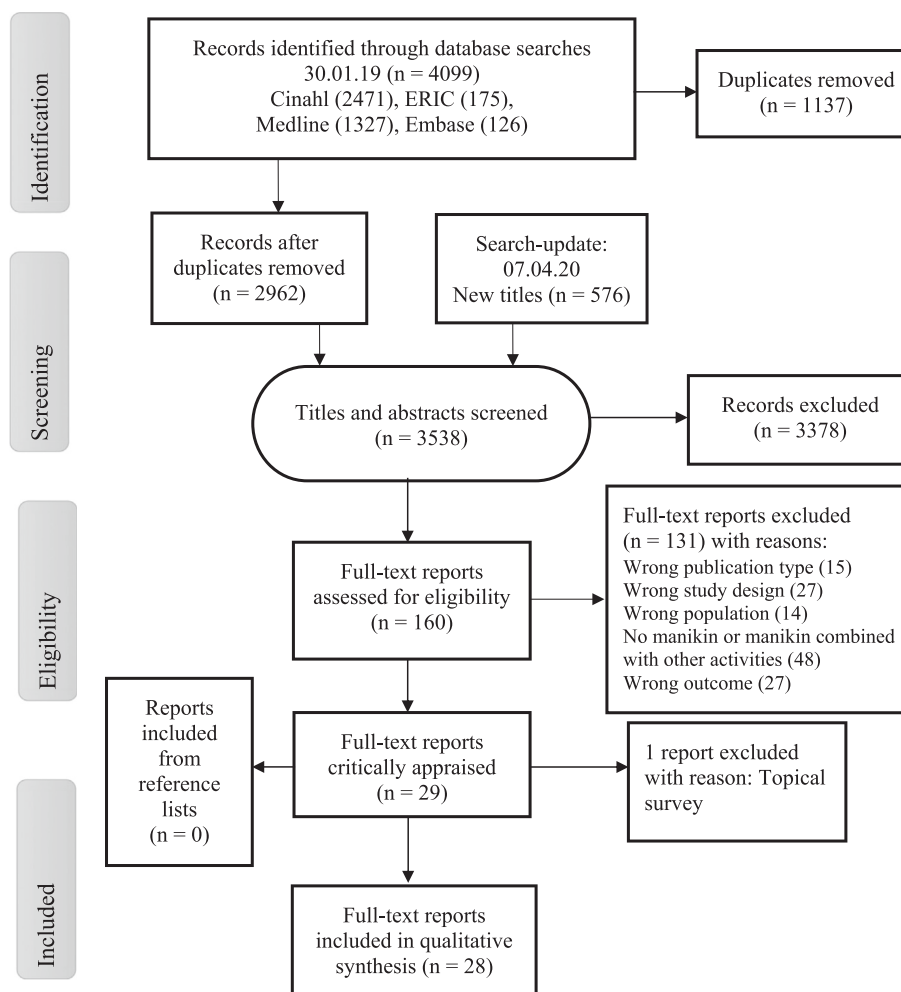 Identification
Records identified through database searches
30.01.19 (n = 4099)
Cinahl (2471), ERIC (175),
Medline (1327), Embase (126)
Duplicates removed
(n = 1137)
Screening
Records after
duplicates removed
(n = 2962)
Search-update:
07.04.20
New titles (n = 576)
Titles and abstracts screened
(n = 3538)
Records excluded
(n = 3378)
Eligibility
Full-text reports
assessed for eligibility
(n = 160)
Full-text reports excluded
(n = 131) with reasons:
Wrong publication type (15)
Wrong study design (27)
Wrong population (14)
No manikin or manikin combined
with other activities (48)
Wrong outcome (27)
Reports
included
from
reference
lists
(n = 0)
Full-text reports
critically appraised
(n = 29)
1 report excluded
with reason: Topical
survey
Included
Full-text reports
included in qualitative
synthesis (n = 28)